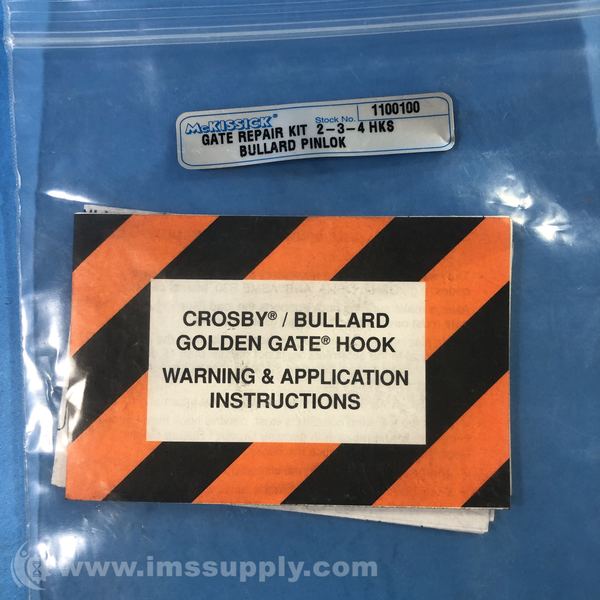 McKISSICK® Stock No. 1100100
GATE REPAIR KIT 2-3-4 HKS
BULLARD PINLOK
CROSBY® / BULLARD
GOLDEN GATE® HOOK
WARNING & APPLICATION
INSTRUCTIONS
www.imssupply.com